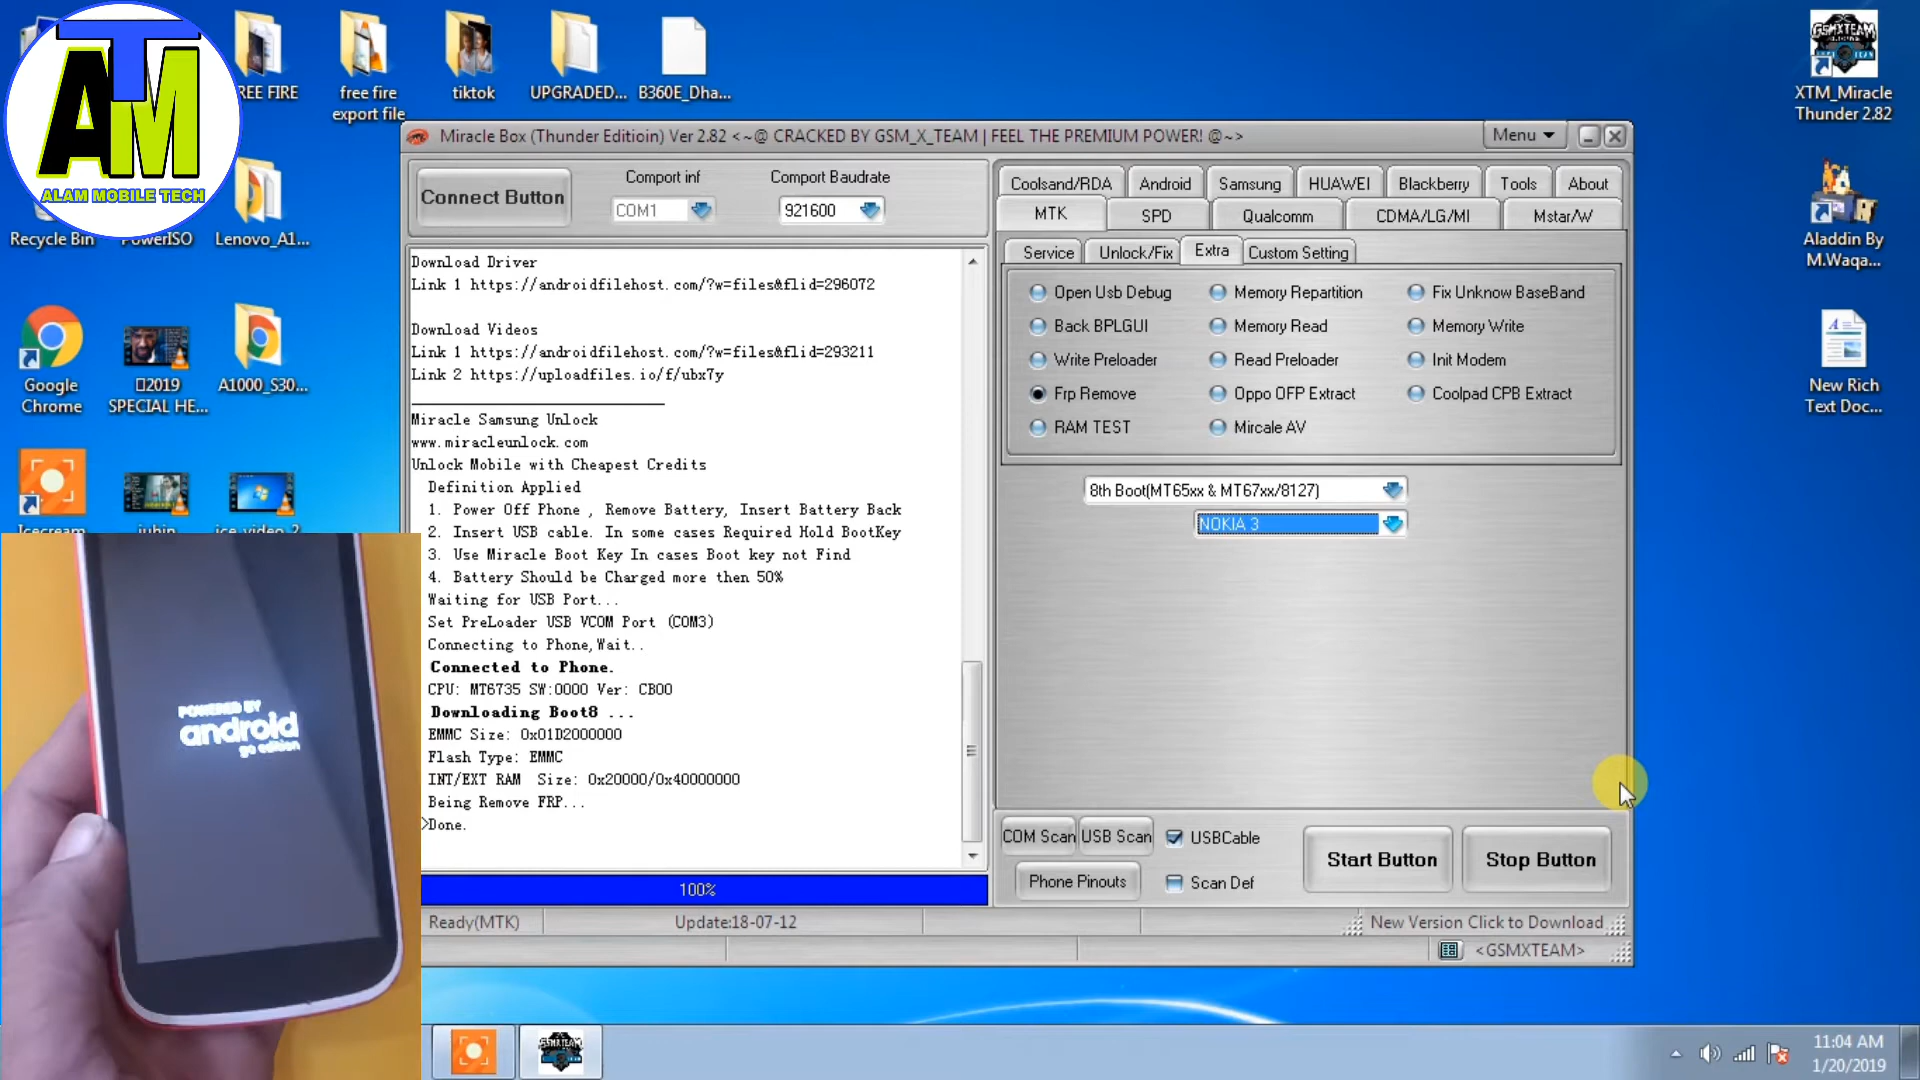 ATM
ALAM MOBILE TECH
Recycle Bin
PowerISO
Lenovo_A1...
REE FIRE
free fire
export file
tiktok
UPGRADED...
B360E_Dha...
XTM_Miracle
Thunder 2.82
GSMXTEAM
Aladdin By
M.Waqa...
New Rich
Text Doc...
Google
Chrome
2019
SPECIAL HE...
A1000_S30...
Icecream
juhin
ice_video_2
Miracle Box (Thunder Editioin) Ver 2.82 <~@ CRACKED BY GSM_X_TEAM | FEEL THE PREMIUM POWER! @~>
Menu
Connect Button
Comport inf
COM1
Comport Baudrate
921600
Coolsand/RDA
Android
Samsung
HUAWEI
Blackberry
Tools
About
MTK
SPD
Qualcomm
CDMA/LG/MI
Mstar/W
Service
Unlock/Fix
Extra
Custom Setting
Open Usb Debug
Memory Repartition
Fix Unknow BaseBand
Back BPLGUI
Memory Read
Memory Write
Write Preloader
Read Preloader
Init Modem
Frp Remove
Oppo OFP Extract
Coolpad CPB Extract
RAM TEST
Mircale AV
8th Boot(MT65xx & MT67xx/8127)
NOKIA 3
Download Driver
Link 1 https://androidfilehost.com/?w=files&flid=296072
Download Videos
Link 1 https://androidfilehost.com/?w=files&flid=293211
Link 2 https://uploadfiles.io/f/ubx7y
Miracle Samsung Unlock
www.miracleunlock.com
Unlock Mobile with Cheapest Credits
Definition Applied
1. Power Off Phone , Remove Battery, Insert Battery Back
2. Insert USB cable. In some cases Required Hold BootKey
3. Use Miracle Boot Key In cases Boot key not Find
4. Battery Should be Charged more then 50%
Waiting for USB Port...
Set PreLoader USB VCOM Port (COM3)
Connecting to Phone,Wait..
Connected to Phone.
CPU: MT6735 SW:0000 Ver: CB00
Downloading Boot8 ...
EMMC Size: 0x01D2000000
Flash Type: EMMC
INT/EXT RAM Size: 0x20000/0x40000000
Being Remove FRP...
>Done.
100%
COM Scan
USB Scan
USBCable
Phone Pinouts
Scan Def
Start Button
Stop Button
Ready(MTK)
Update:18-07-12
New Version Click to Download
<GSMXTEAM>
POWERED BY
android
go edition
GSMXTEAM
11:04 AM
1/20/2019